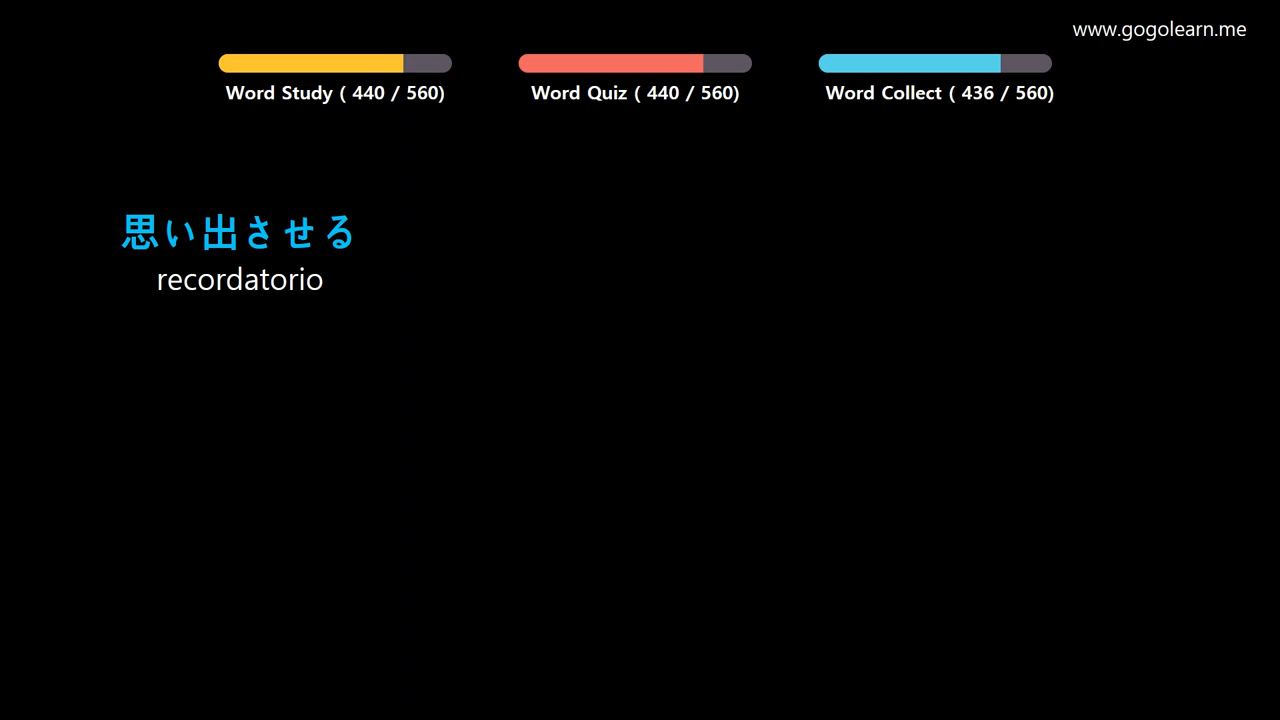 www.gogolearn.me
Word Study ( 440 / 560)
Word Quiz ( 440 / 560)
Word Collect ( 436 / 560)
思い出させる
recordatorio